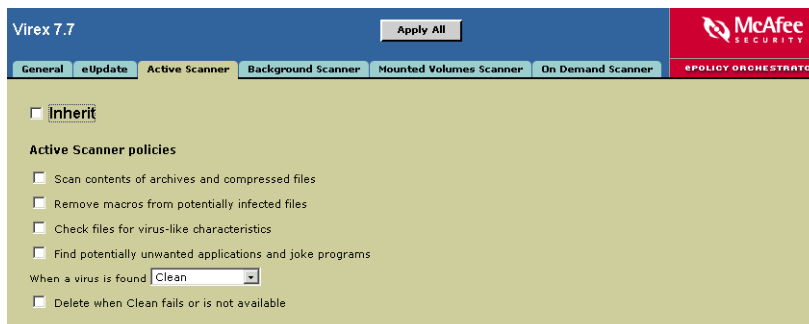 Virex 7.7
Apply All
McAfee
SECURITY
General
eUpdate
Active Scanner
Background Scanner
Mounted Volumes Scanner
On Demand Scanner
ePOLICY ORCHESTRATO
Inherit
Active Scanner policies
Scan contents of archives and compressed files
Remove macros from potentially infected files
Check files for virus-like characteristics
Find potentially unwanted applications and joke programs
When a virus is found Clean
Delete when Clean fails or is not available